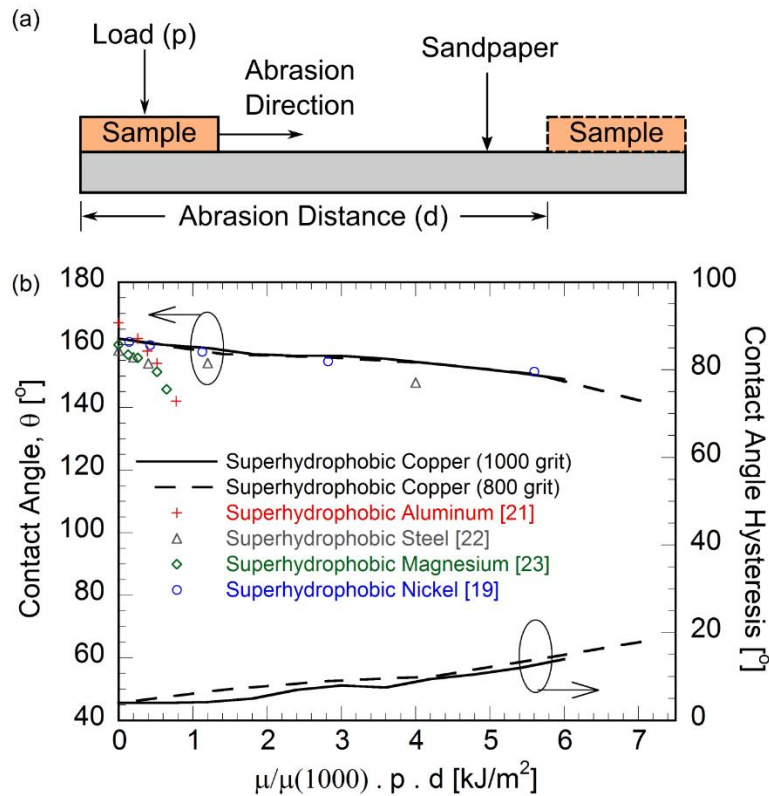 (a)
Load (p)
Abrasion
Direction
Sandpaper
Sample
Sample
Abrasion Distance (d)
(b)
180
160
140
120
100
80
60
40
Contact Angle, θ [°]
100
80
60
40
20
0
Contact Angle Hysteresis [°]
Superhydrophobic Copper (1000 grit)
Superhydrophobic Copper (800 grit)
Superhydrophobic Aluminum [21]
Superhydrophobic Steel [22]
Superhydrophobic Magnesium [23]
Superhydrophobic Nickel [19]
0 1 2 3 4 5 6 7
μ/μ(1000) . p . d [kJ/m²]